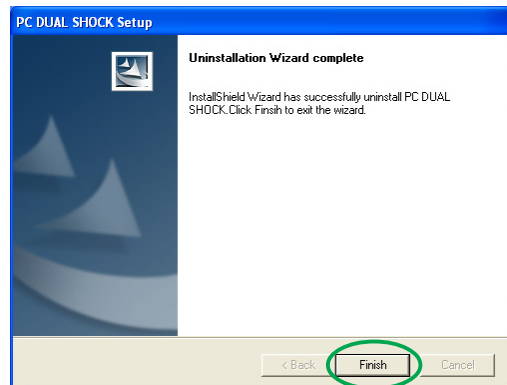 PC DUAL SHOCK Setup
Uninstallation Wizard complete
InstallShield Wizard has successfully uninstall PC DUAL
SHOCK.Click Finsih to exit the wizard.
< Back Finish Cancel